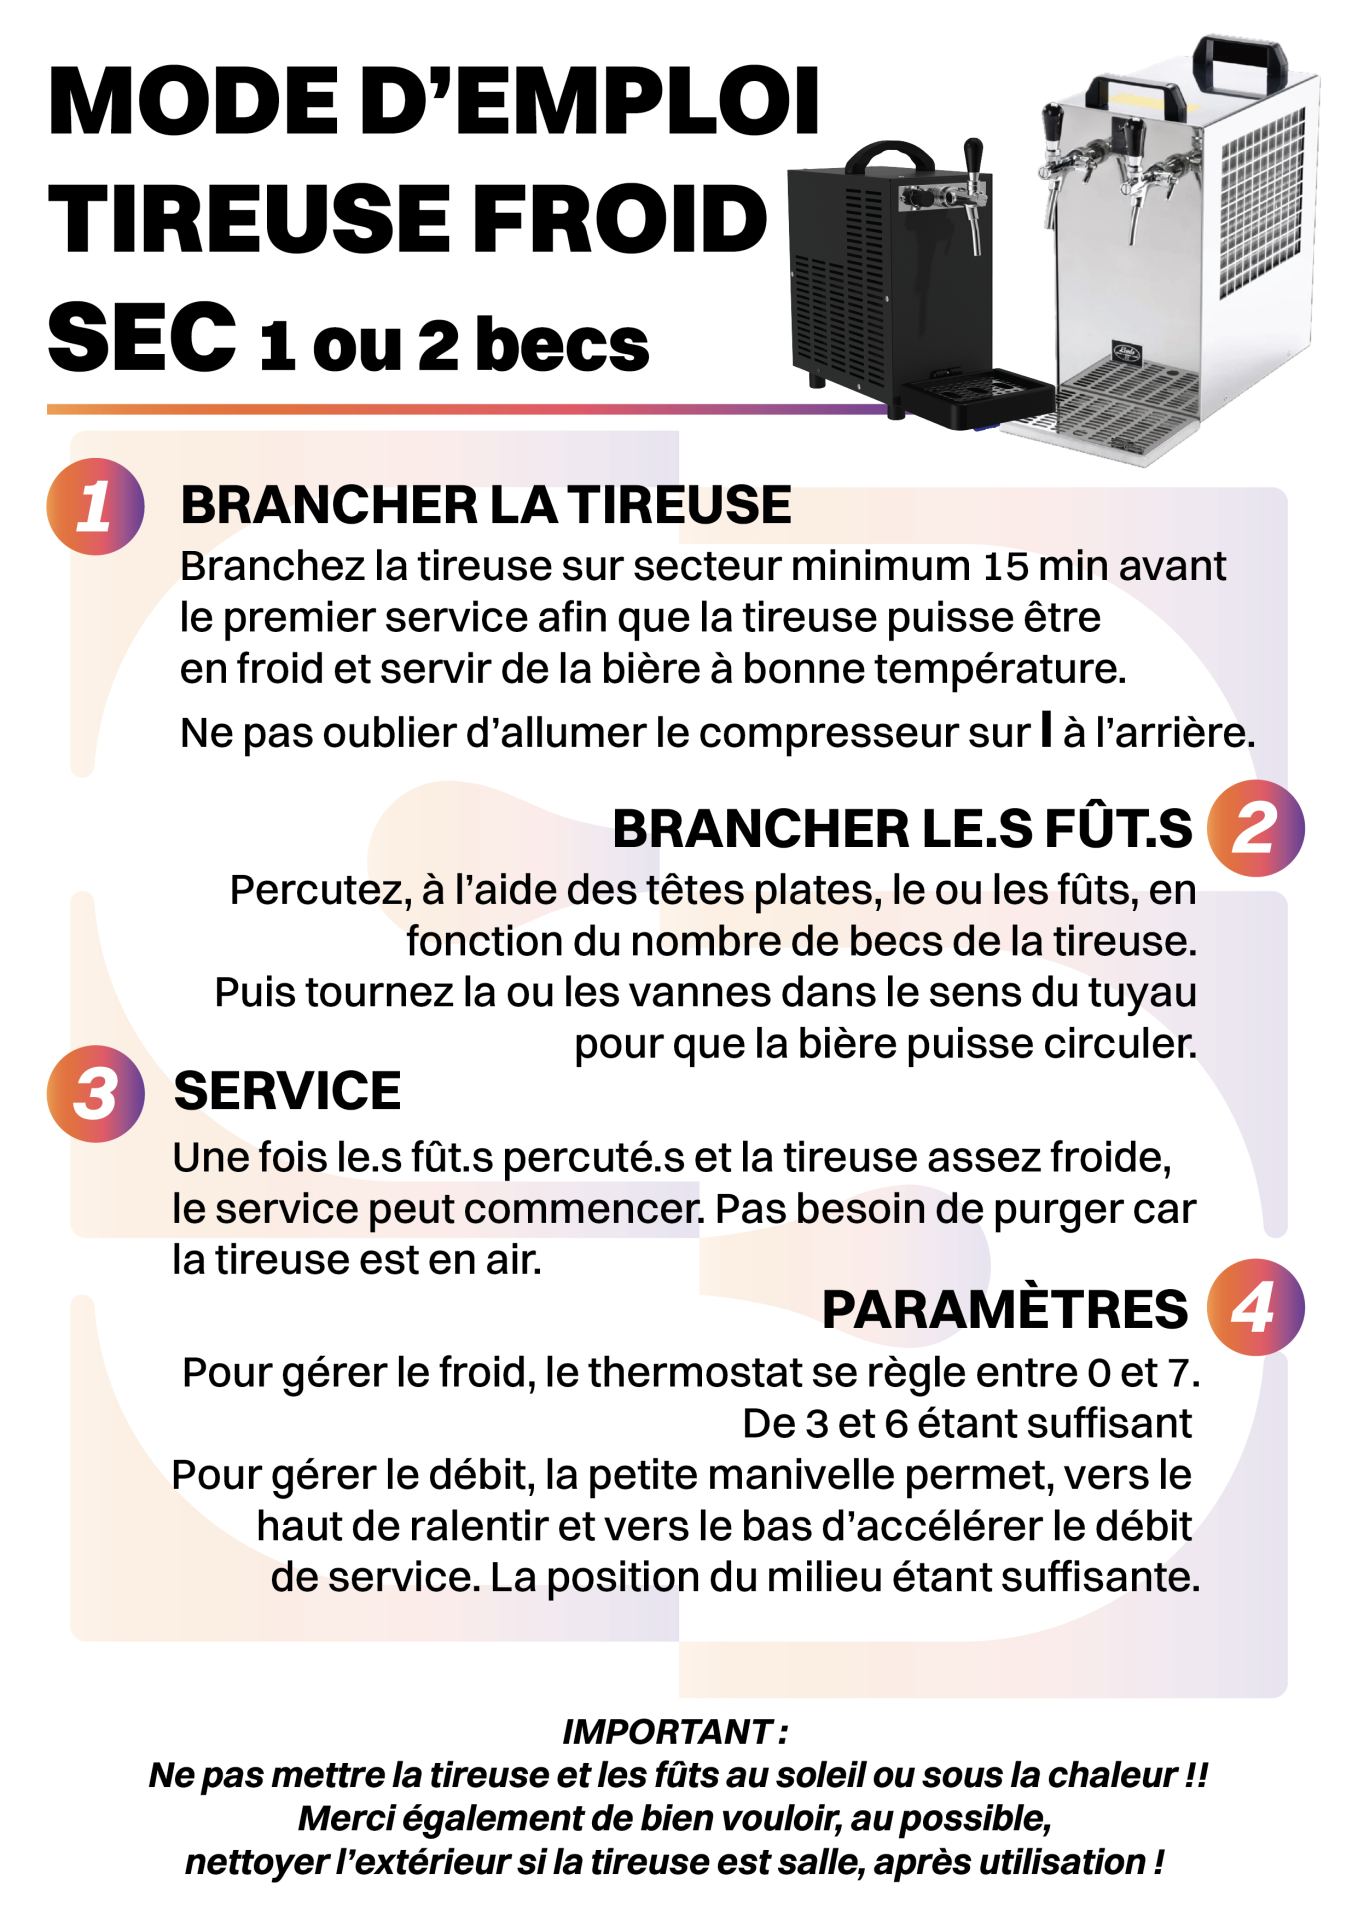 MODE D’EMPLOI
TIREUSE FROID
SEC 1 ou 2 becs
1 BRANCHER LA TIREUSE
Branchez la tireuse sur secteur minimum 15 min avant
le premier service afin que la tireuse puisse être
en froid et servir de la bière à bonne température.
Ne pas oublier d’allumer le compresseur sur I à l’arrière.
BRANCHER LE.S FÛT.S 2
Percutez, à l’aide des têtes plates, le ou les fûts, en
fonction du nombre de becs de la tireuse.
Puis tournez la ou les vannes dans le sens du tuyau
pour que la bière puisse circuler.
3 SERVICE
Une fois le.s fût.s percuté.s et la tireuse assez froide,
le service peut commencer. Pas besoin de purger car
la tireuse est en air.
PARAMÈTRES 4
Pour gérer le froid, le thermostat se règle entre 0 et 7.
De 3 et 6 étant suffisant
Pour gérer le débit, la petite manivelle permet, vers le
haut de ralentir et vers le bas d’accélérer le débit
de service. La position du milieu étant suffisante.
IMPORTANT :
Ne pas mettre la tireuse et les fûts au soleil ou sous la chaleur !!
Merci également de bien vouloir, au possible,
nettoyer l’extérieur si la tireuse est salle, après utilisation !